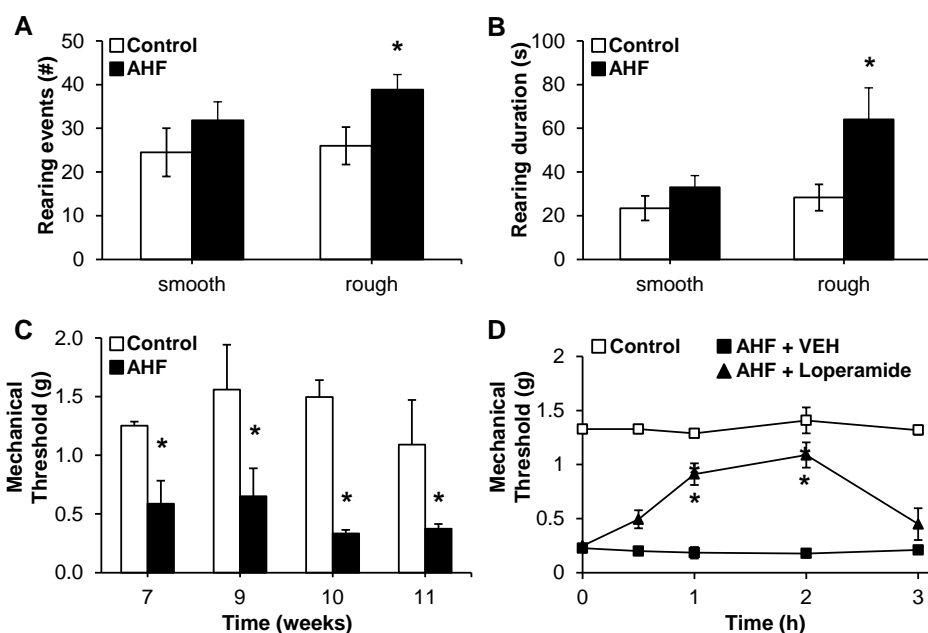 A
Rearing events (#)
50
40
30
20
10
0
Control
AHF
*
smooth
rough
B
Rearing duration (s)
100
80
60
40
20
0
Control
AHF
*
smooth
rough
C
Mechanical
Threshold (g)
2.0
1.5
1.0
0.5
0.0
Control
AHF
*
*
*
*
7
9
10
11
Time (weeks)
D
Mechanical
Threshold (g)
2
1.5
1
0.5
0
Control
AHF + VEH
AHF + Loperamide
*
*
0
1
2
3
Time (h)